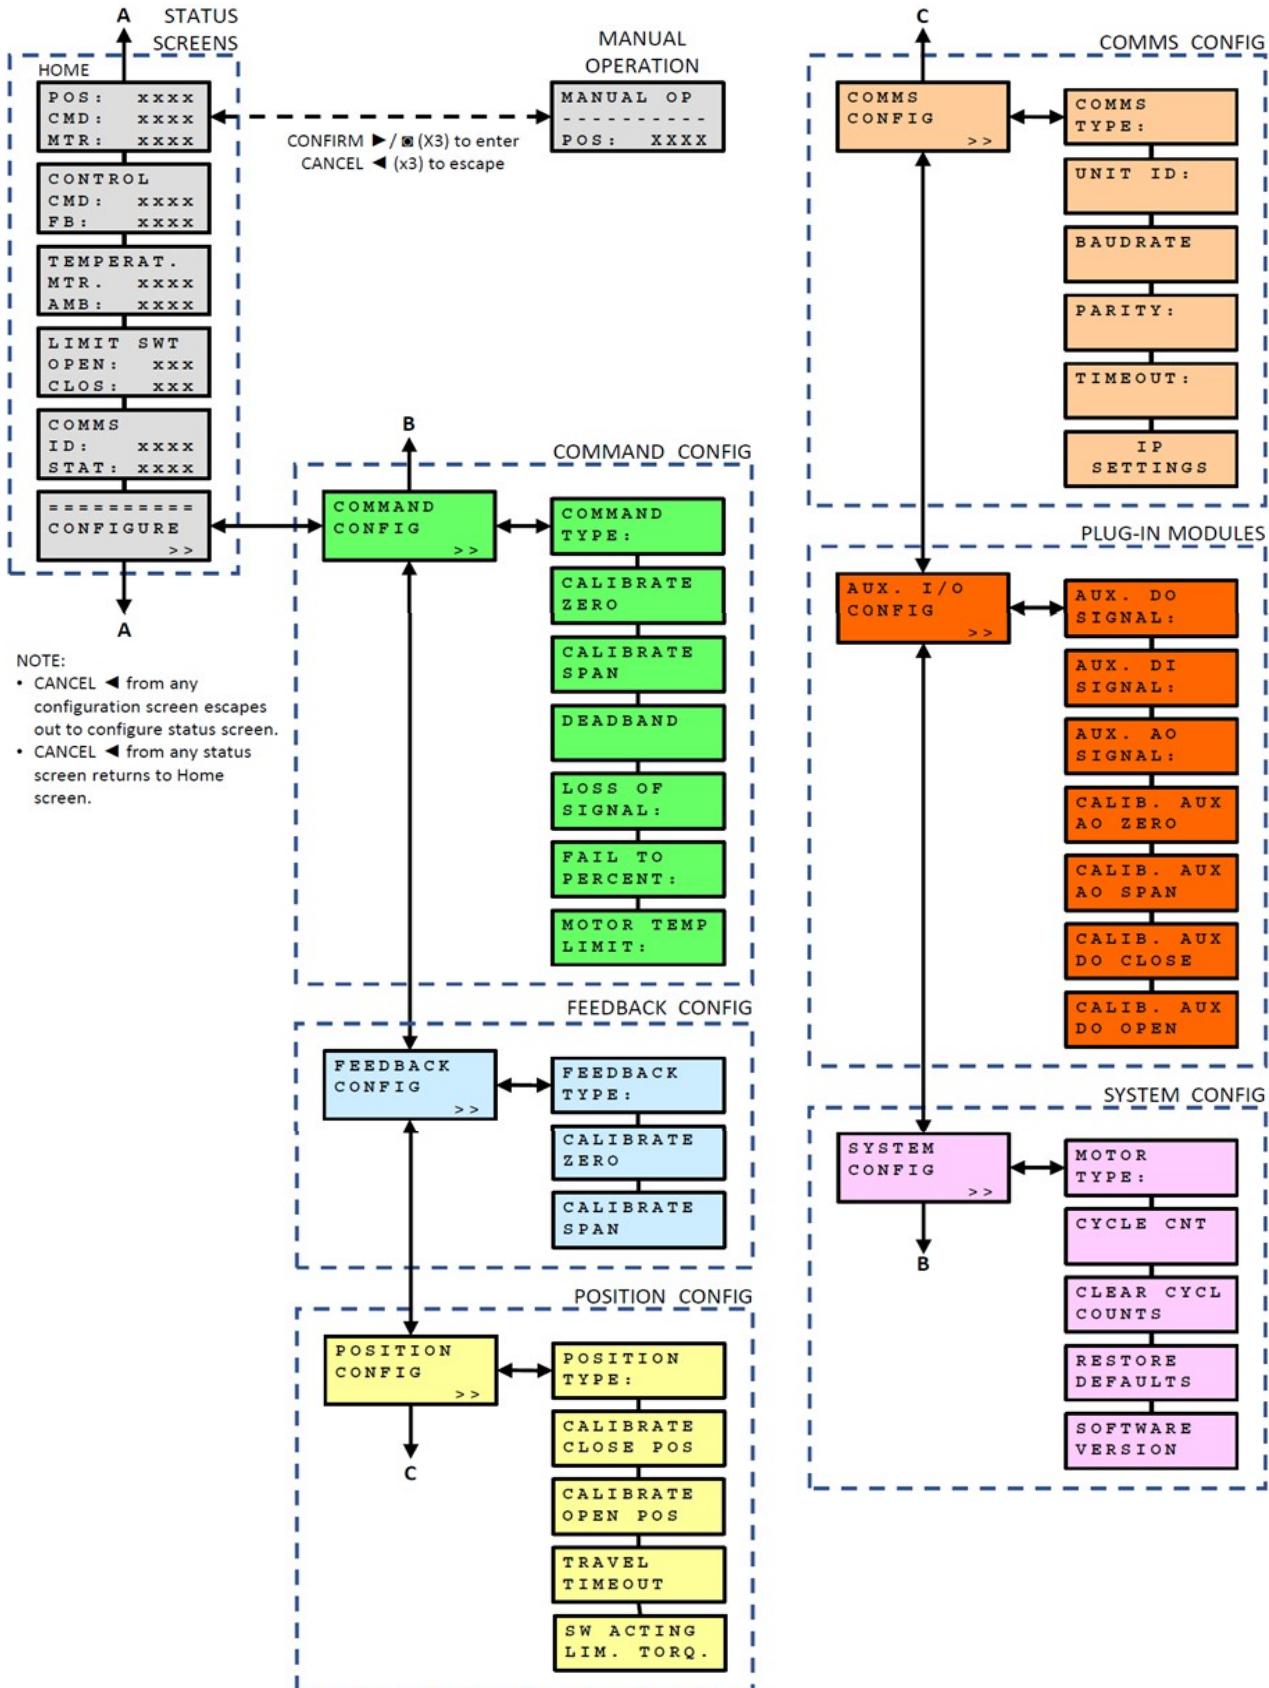 A
STATUS
SCREENS
HOME
POS: xxxx
CMD: xxxx
MTR: xxxx
CONTROL
CMD: xxxx
FB: xxxx
TEMPERAT.
MTR. xxxx
AMB: xxxx
LIMIT SWT
OPEN: xxx
CLOS: xxx
COMMS
ID: xxxx
STAT: xxxx
==========
CONFIGURE
>>
A
NOTE:
• CANCEL ◄ from any
configuration screen escapes
out to configure status screen.
• CANCEL ◄ from any status
screen returns to Home
screen.
MANUAL
OPERATION
MANUAL OP
----------
POS: XXXX
CONFIRM ►/ ◙ (X3) to enter
CANCEL ◄ (x3) to escape
B
COMMAND CONFIG
COMMAND
CONFIG
>>
COMMAND
TYPE:
CALIBRATE
ZERO
CALIBRATE
SPAN
DEADBAND
LOSS OF
SIGNAL:
FAIL TO
PERCENT:
MOTOR TEMP
LIMIT:
FEEDBACK CONFIG
FEEDBACK
CONFIG
>>
FEEDBACK
TYPE:
CALIBRATE
ZERO
CALIBRATE
SPAN
POSITION CONFIG
POSITION
CONFIG
>>
POSITION
TYPE:
CALIBRATE
CLOSE POS
CALIBRATE
OPEN POS
TRAVEL
TIMEOUT
SW ACTING
LIM. TORQ.
C
C
COMMS CONFIG
COMMS
CONFIG
>>
COMMS
TYPE:
UNIT ID:
BAUDRATE
PARITY:
TIMEOUT:
IP
SETTINGS
PLUG-IN MODULES
AUX. I/O
CONFIG
>>
AUX. DO
SIGNAL:
AUX. DI
SIGNAL:
AUX. AO
SIGNAL:
CALIB. AUX
AO ZERO
CALIB. AUX
AO SPAN
CALIB. AUX
DO CLOSE
CALIB. AUX
DO OPEN
SYSTEM CONFIG
SYSTEM
CONFIG
>>
MOTOR
TYPE:
CYCLE CNT
CLEAR CYCL
COUNTS
RESTORE
DEFAULTS
SOFTWARE
VERSION
B